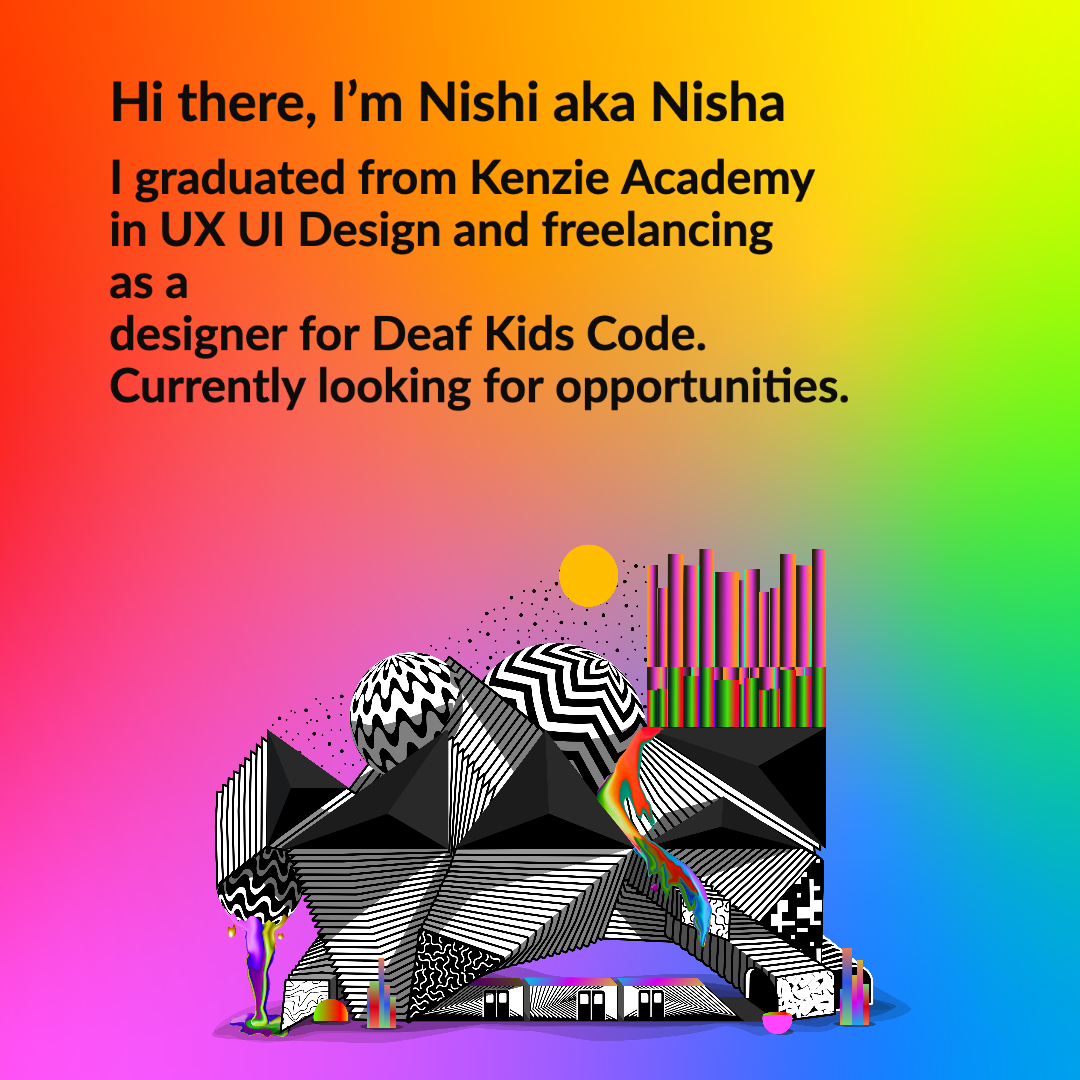 Hi there, I’m Nishi aka Nisha
I graduated from Kenzie Academy
in UX UI Design and freelancing
as a
designer for Deaf Kids Code.
Currently looking for opportunities.